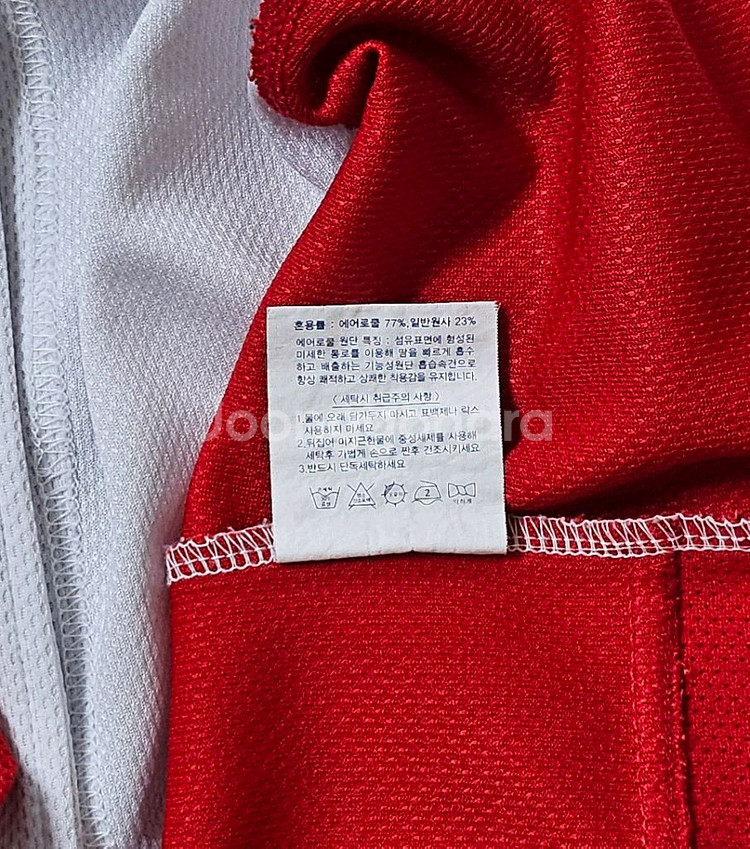 혼용률 : 에어로쿨 77%,일반원사 23%
에어로쿨 원단 특징 : 섬유표면에 형성된
미세한 통로를 이용해 땀을 빠르게 흡수
하고 배출하는 기능성원단 흡습속건으로
항상 쾌적하고 상쾌한 착용감을 유지합니다.
〈 세탁시 취급주의 사항 〉
1.물에 오래 담가두지 마시고 표백제나 락스
사용하지 마세요
2.뒤집어 미지근한물에 중성세제를 사용해
세탁후 가볍게 손으로 짠후 건조시키세요
3.반드시 단독세탁하세요
2 약하게